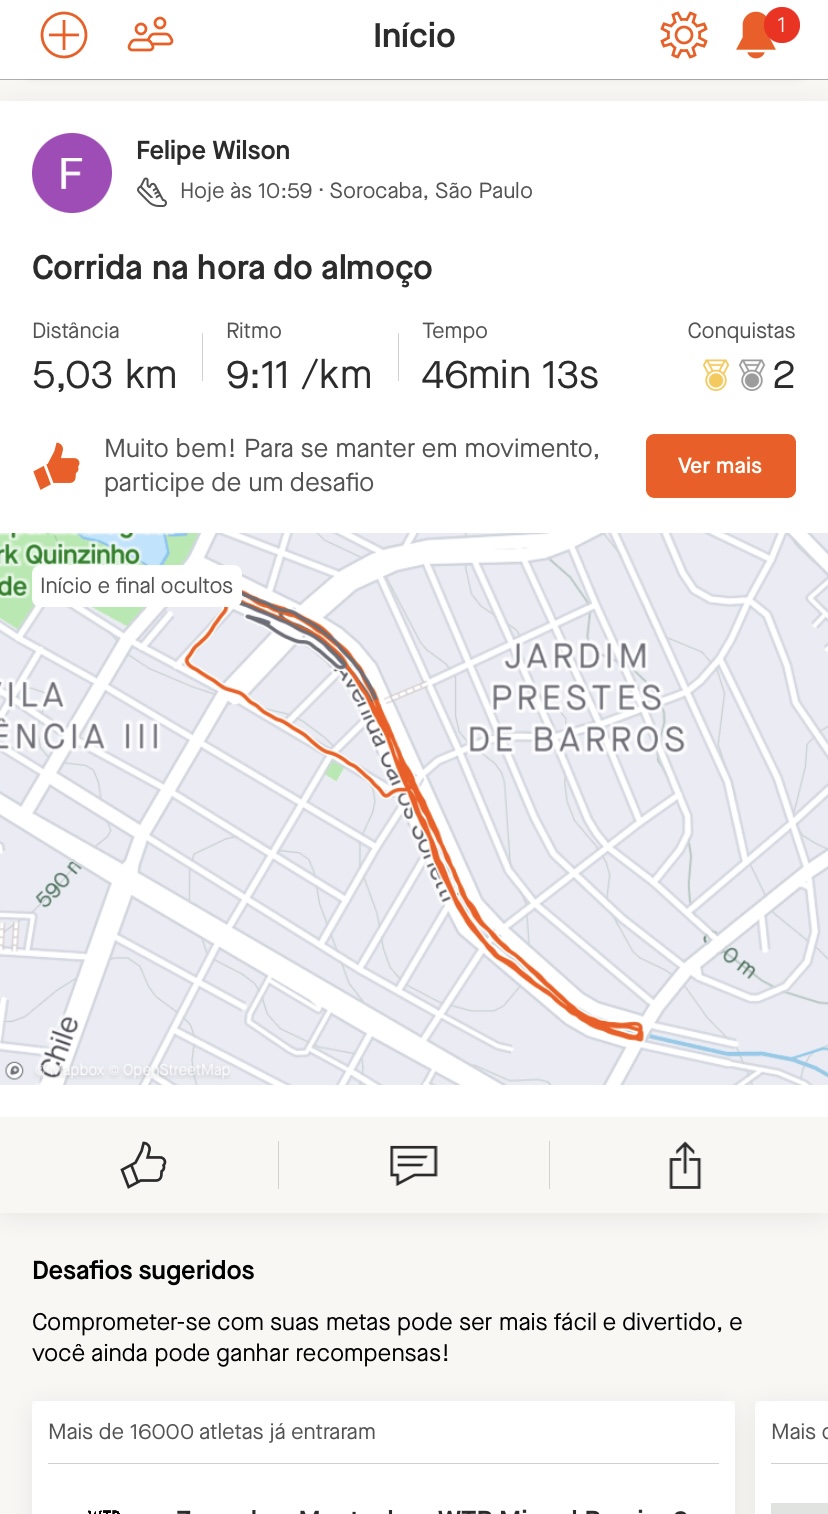 Início
1
F
Felipe Wilson
Hoje às 10:59 · Sorocaba, São Paulo
Corrida na hora do almoço
Distância
Ritmo
Tempo
Conquistas
5,03 km
9:11 /km
46min 13s
2
Muito bem! Para se manter em movimento,
participe de um desafio
Ver mais
rk Quinzinho
de
Início e final ocultos
JARDIM
PRESTES
DE BARROS
ILA
ÊNCIA III
Avenida Carlos Sonetti
590 m
0 m
Chile
© Mapbox © OpenStreetMap
Desafios sugeridos
Comprometer-se com suas metas pode ser mais fácil e divertido, e
você ainda pode ganhar recompensas!
Mais de 16000 atletas já entraram
Mais